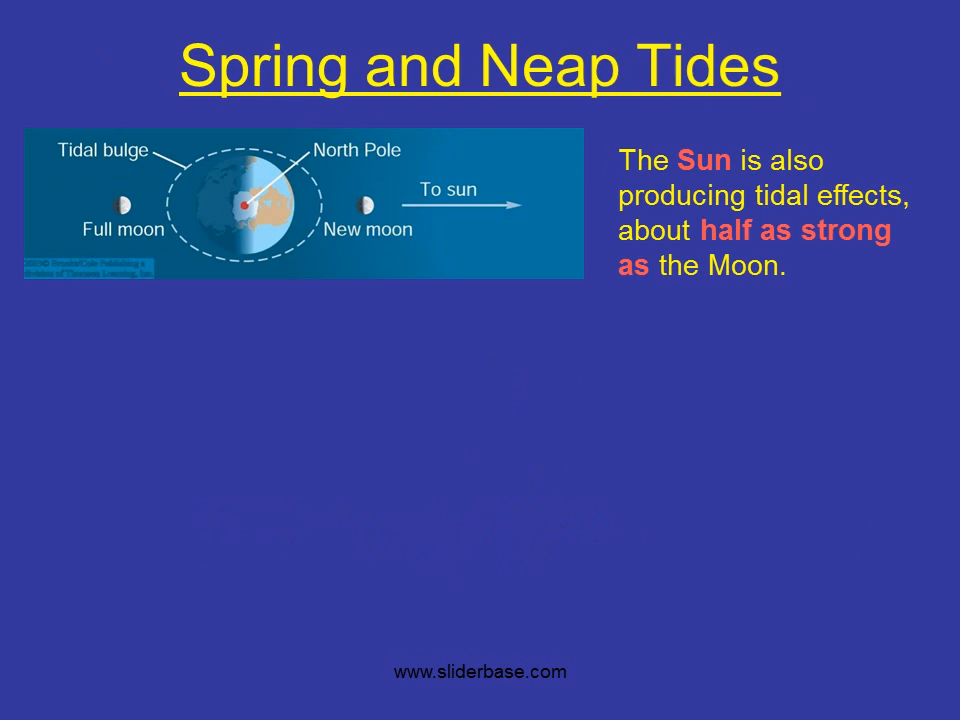 Spring and Neap Tides
Tidal bulge
North Pole
To sun
Full moon
New moon
The Sun is also
producing tidal effects,
about half as strong
as the Moon.
www.sliderbase.com